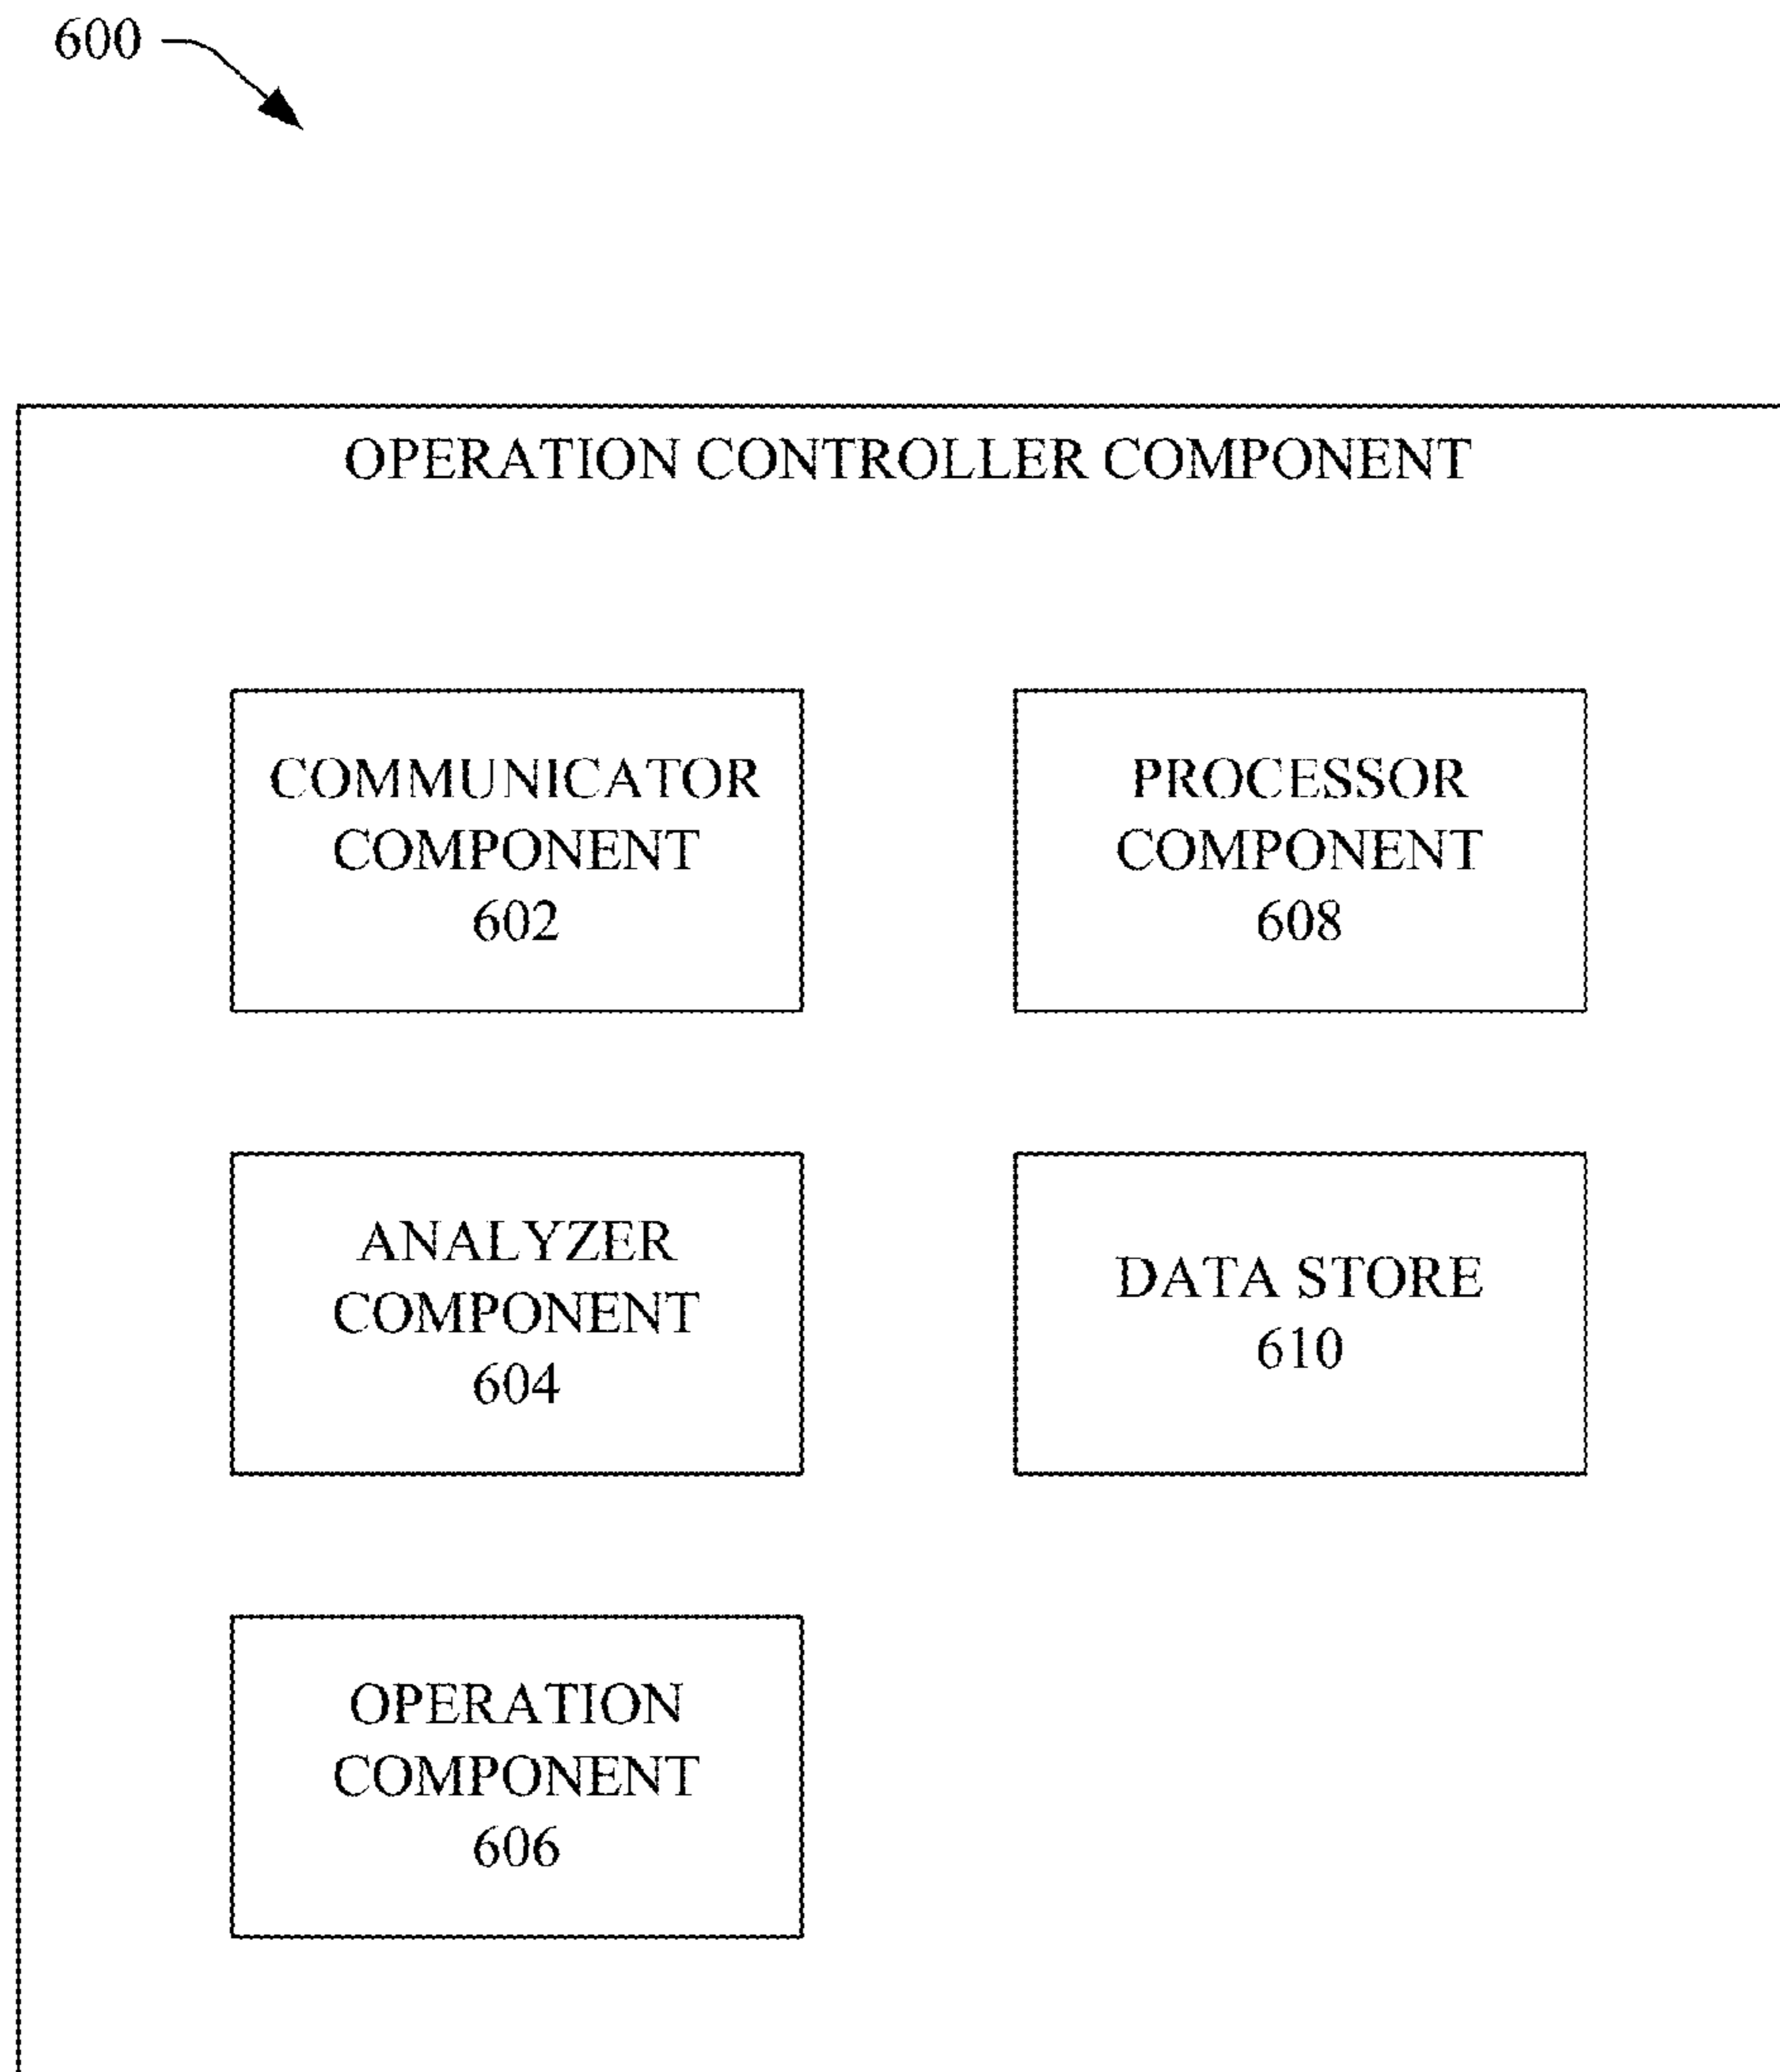 600
OPERATION CONTROLLER COMPONENT
COMMUNICATOR
COMPONENT
602
PROCESSOR
COMPONENT
608
ANALYZER
COMPONENT
604
DATA STORE
610
OPERATION
COMPONENT
606